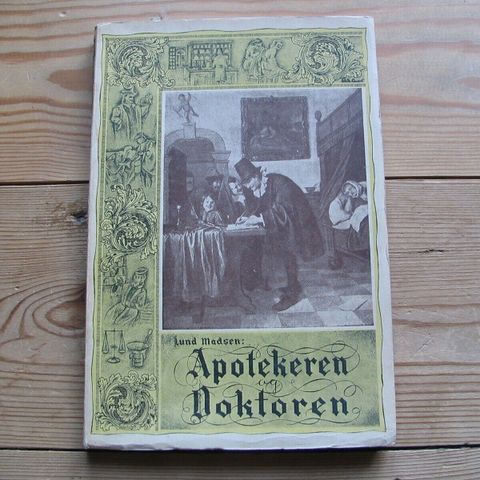 Lund Madsen:
Apotekeren
og
Doktoren